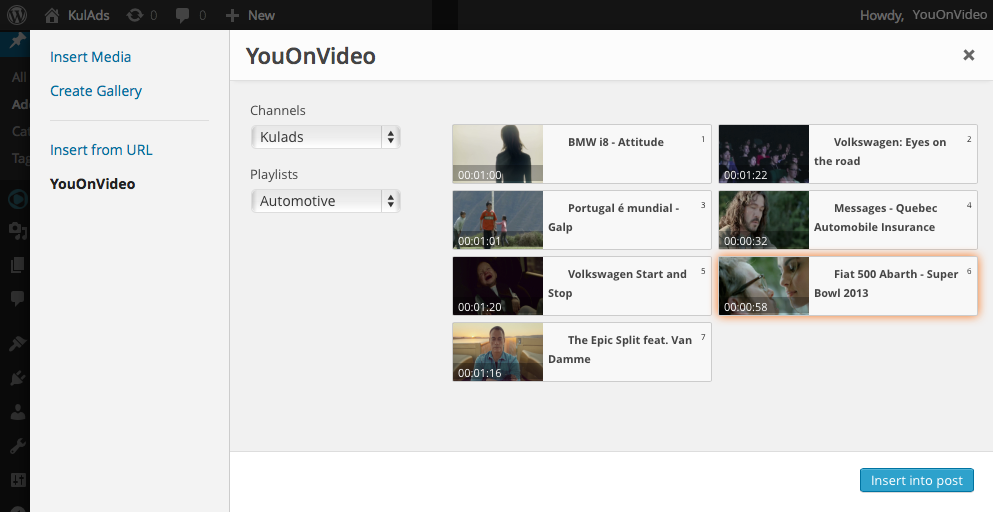 KulAds 0 0 New Howdy, YouOnVideo
All
Ad
Cat
Tag
Insert Media
Create Gallery
Insert from URL
YouOnVideo
YouOnVideo
Channels
Kulads
Playlists
Automotive
00:01:00
BMW i8 - Attitude
1
00:01:22
Volkswagen: Eyes on
the road
2
00:01:01
Portugal é mundial -
Galp
3
00:00:32
Messages - Quebec
Automobile Insurance
4
00:01:20
Volkswagen Start and
Stop
5
00:00:58
Fiat 500 Abarth - Super
Bowl 2013
6
00:01:16
The Epic Split feat. Van
Damme
7
Insert into post